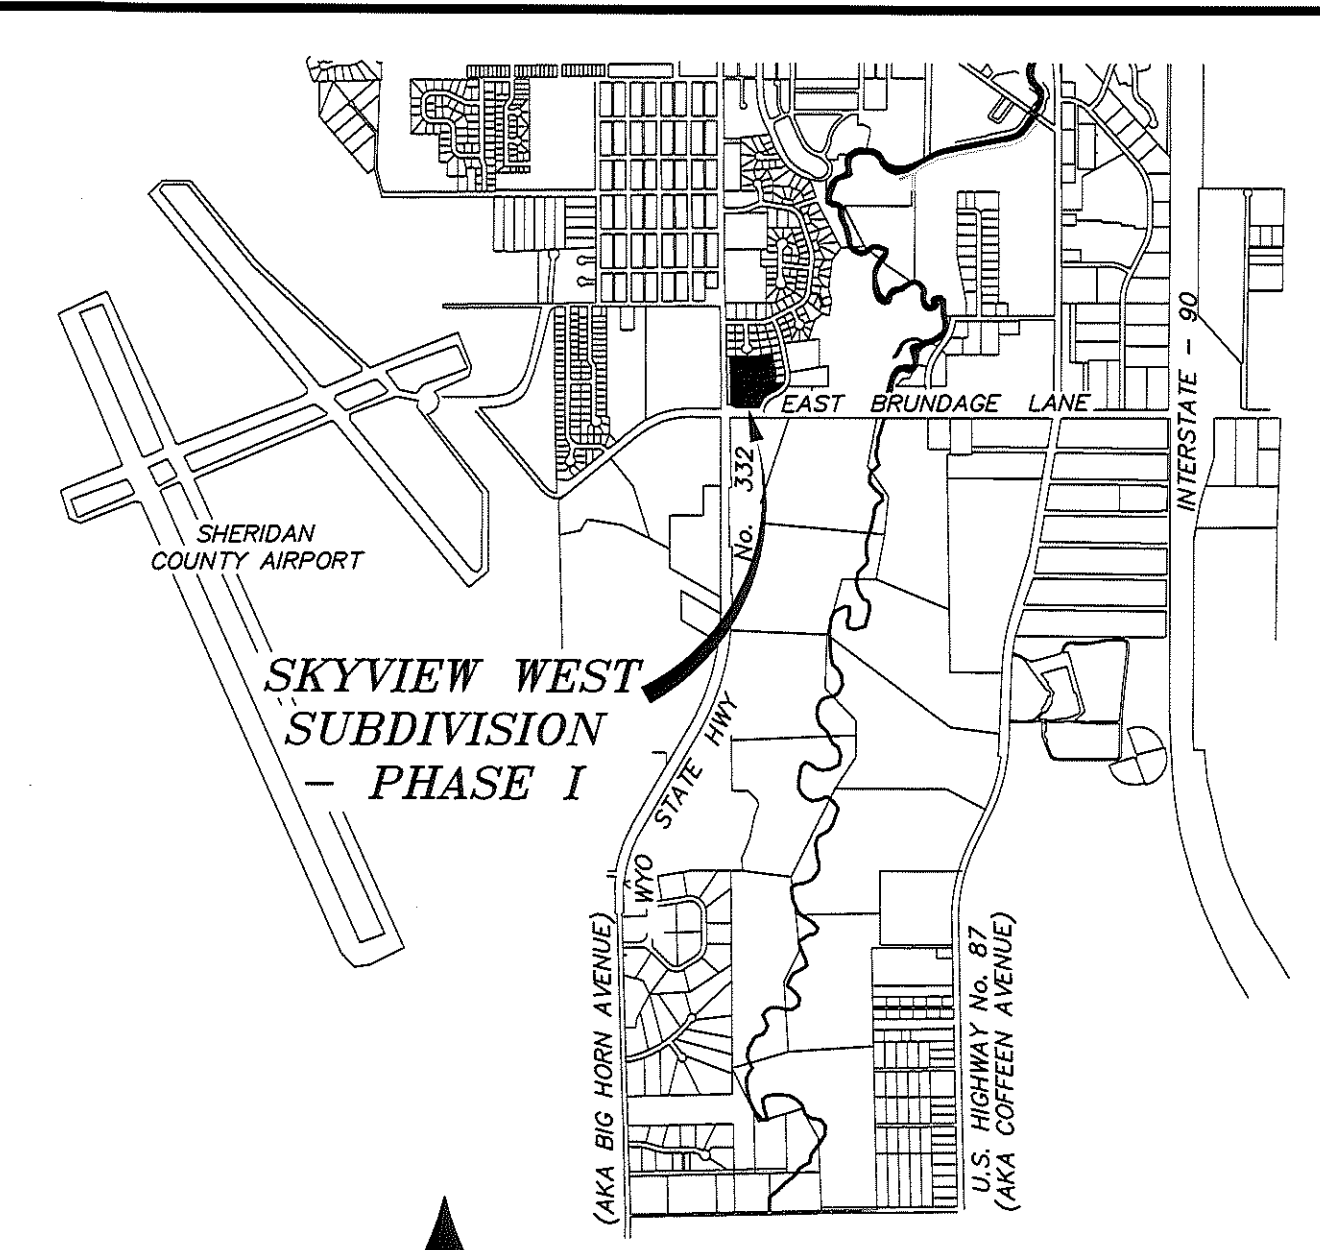 EAST BRUNDAGE LANE
INTERSTATE - 90
SHERIDAN
COUNTY AIRPORT
SKYVIEW WEST
SUBDIVISION
- PHASE I
WYO STATE HWY No. 332
(AKA BIG HORN AVENUE)
U.S. HIGHWAY No. 87
(AKA COFFEEN AVENUE)